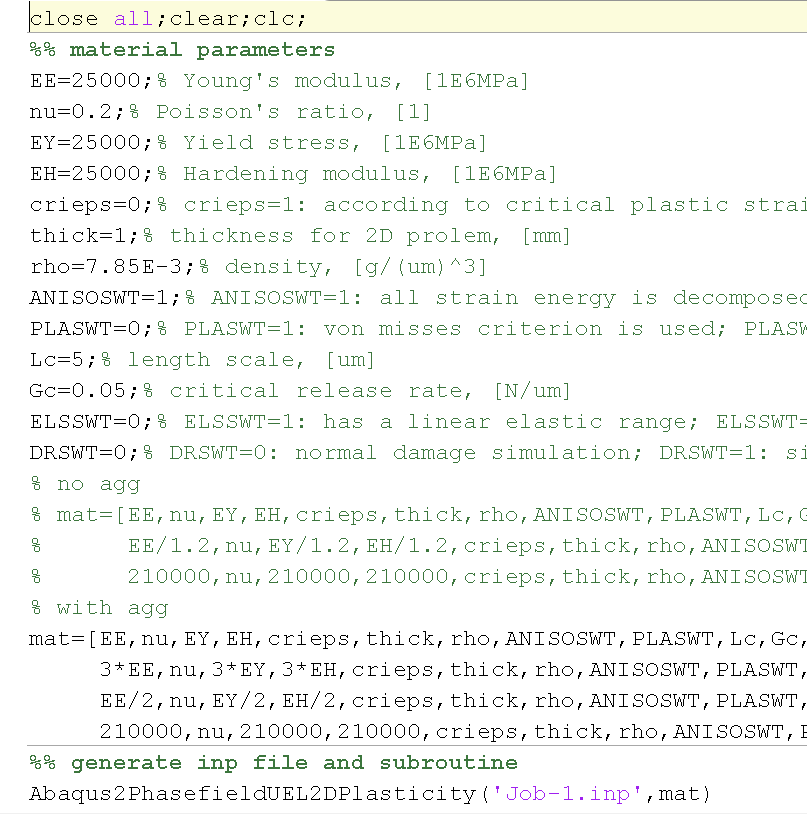 close all;clear;clc;
%% material parameters
EE=25000;% Young's modulus, [1E6MPa]
nu=0.2;% Poisson's ratio, [1]
EY=25000;% Yield stress, [1E6MPa]
EH=25000;% Hardening modulus, [1E6MPa]
crieps=0;% crieps=1: according to critical plastic strai
thick=1;% thickness for 2D prolem, [mm]
rho=7.85E-3;% density, [g/(um)^3]
ANISOSWT=1;% ANISOSWT=1: all strain energy is decomposed
PLASWT=0;% PLASWT=1: von misses criterion is used; PLASW
Lc=5;% length scale, [um]
Gc=0.05;% critical release rate, [N/um]
ELSSWT=0;% ELSSWT=1: has a linear elastic range; ELSSWT=
DRSWT=0;% DRSWT=0: normal damage simulation; DRSWT=1: si
% no agg
% mat=[EE,nu,EY,EH,crieps,thick,rho,ANISOSWT,PLASWT,Lc,G
%      EE/1.2,nu,EY/1.2,EH/1.2,crieps,thick,rho,ANISOSWT
%      210000,nu,210000,210000,crieps,thick,rho,ANISOSWT
% with agg
mat=[EE,nu,EY,EH,crieps,thick,rho,ANISOSWT,PLASWT,Lc,Gc,
     3*EE,nu,3*EY,3*EH,crieps,thick,rho,ANISOSWT,PLASWT,
     EE/2,nu,EY/2,EH/2,crieps,thick,rho,ANISOSWT,PLASWT,
     210000,nu,210000,210000,crieps,thick,rho,ANISOSWT,P
%% generate inp file and subroutine
Abaqus2PhasefieldUEL2DPlasticity('Job-1.inp',mat)